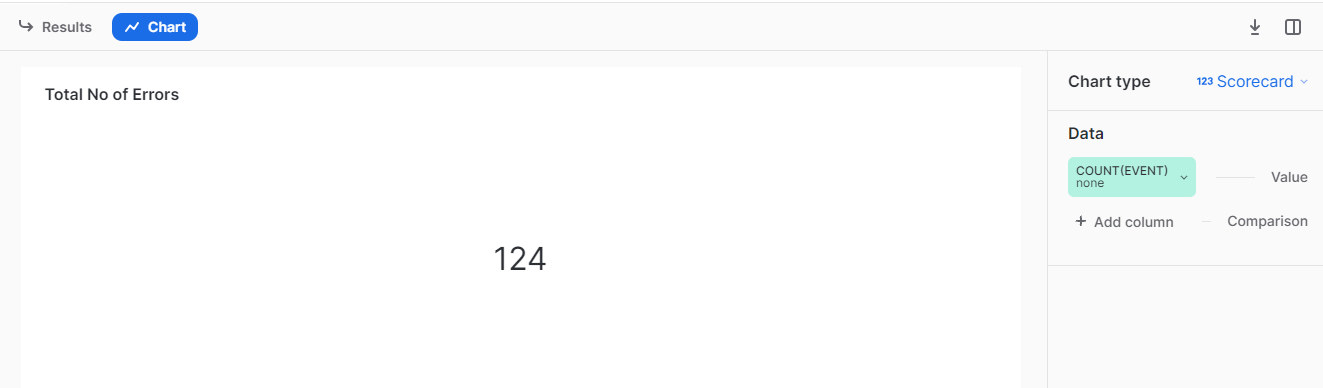 Results
Chart
Total No of Errors
124
Chart type
123 Scorecard
Data
COUNT(EVENT)
none
Value
+ Add column
Comparison